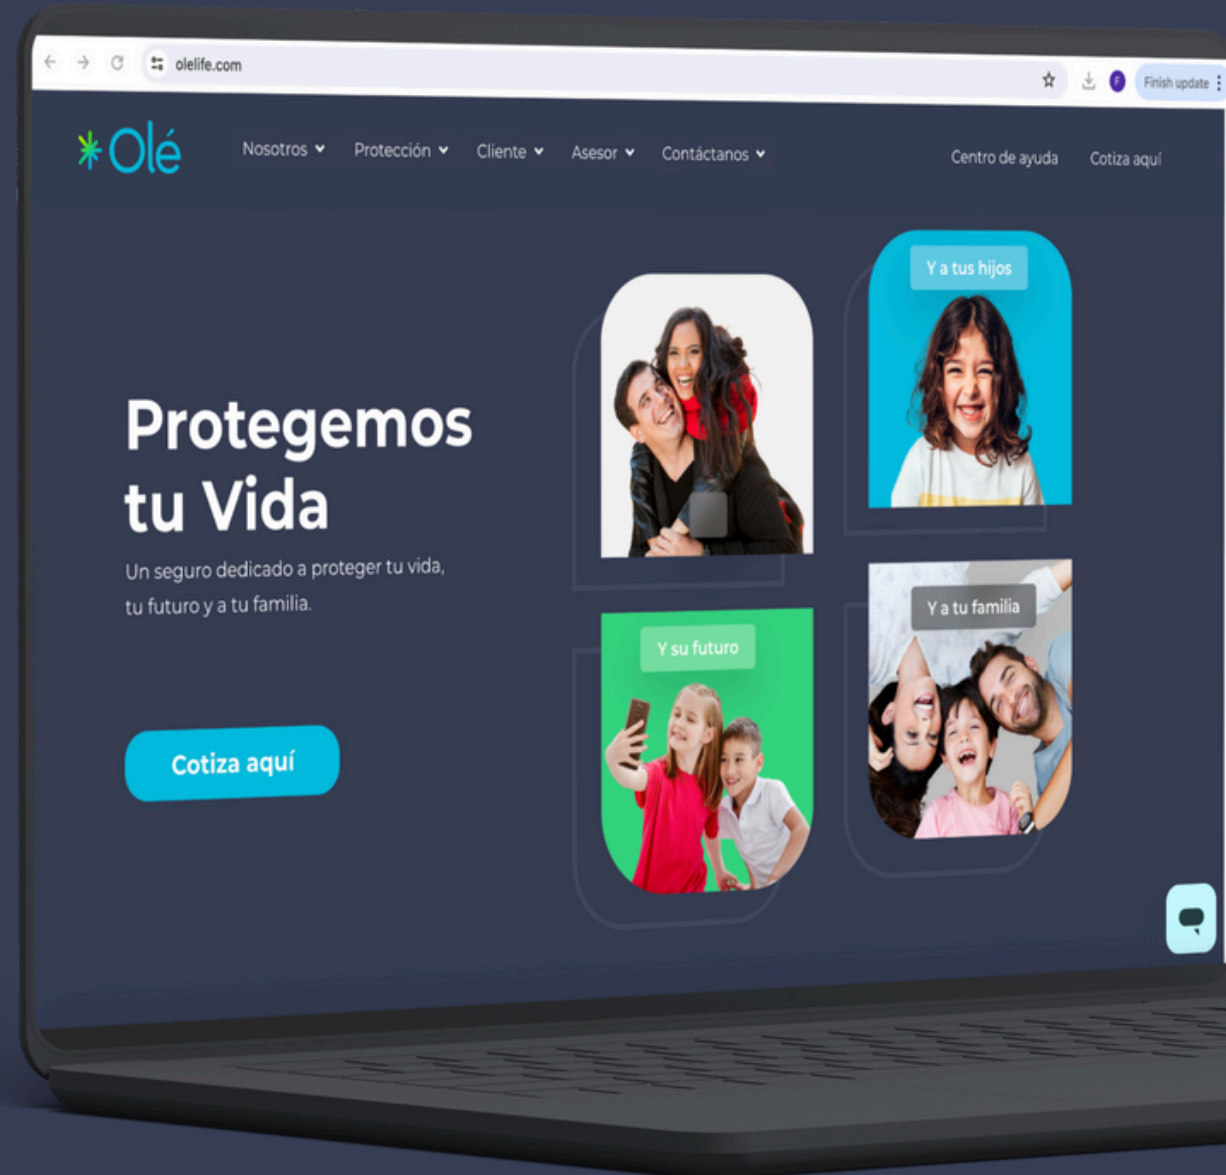 olelife.com
F
Finish update
Olé
Nosotros
Protección
Cliente
Asesor
Contáctanos
Centro de ayuda
Cotiza aquí
Protegemos
tu Vida
Un seguro dedicado a proteger tu vida,
tu futuro y a tu familia.
Cotiza aquí
Y a tus hijos
Y su futuro
Y a tu familia